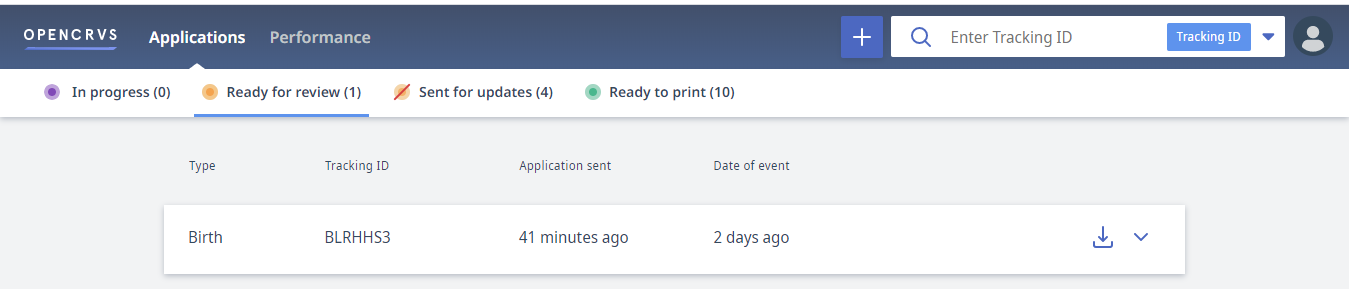 OPENCRVS Applications Performance Enter Tracking ID Tracking ID
In progress (0) Ready for review (1) Sent for updates (4) Ready to print (10)
Type Tracking ID Application sent Date of event
Birth BLRHHS3 41 minutes ago 2 days ago